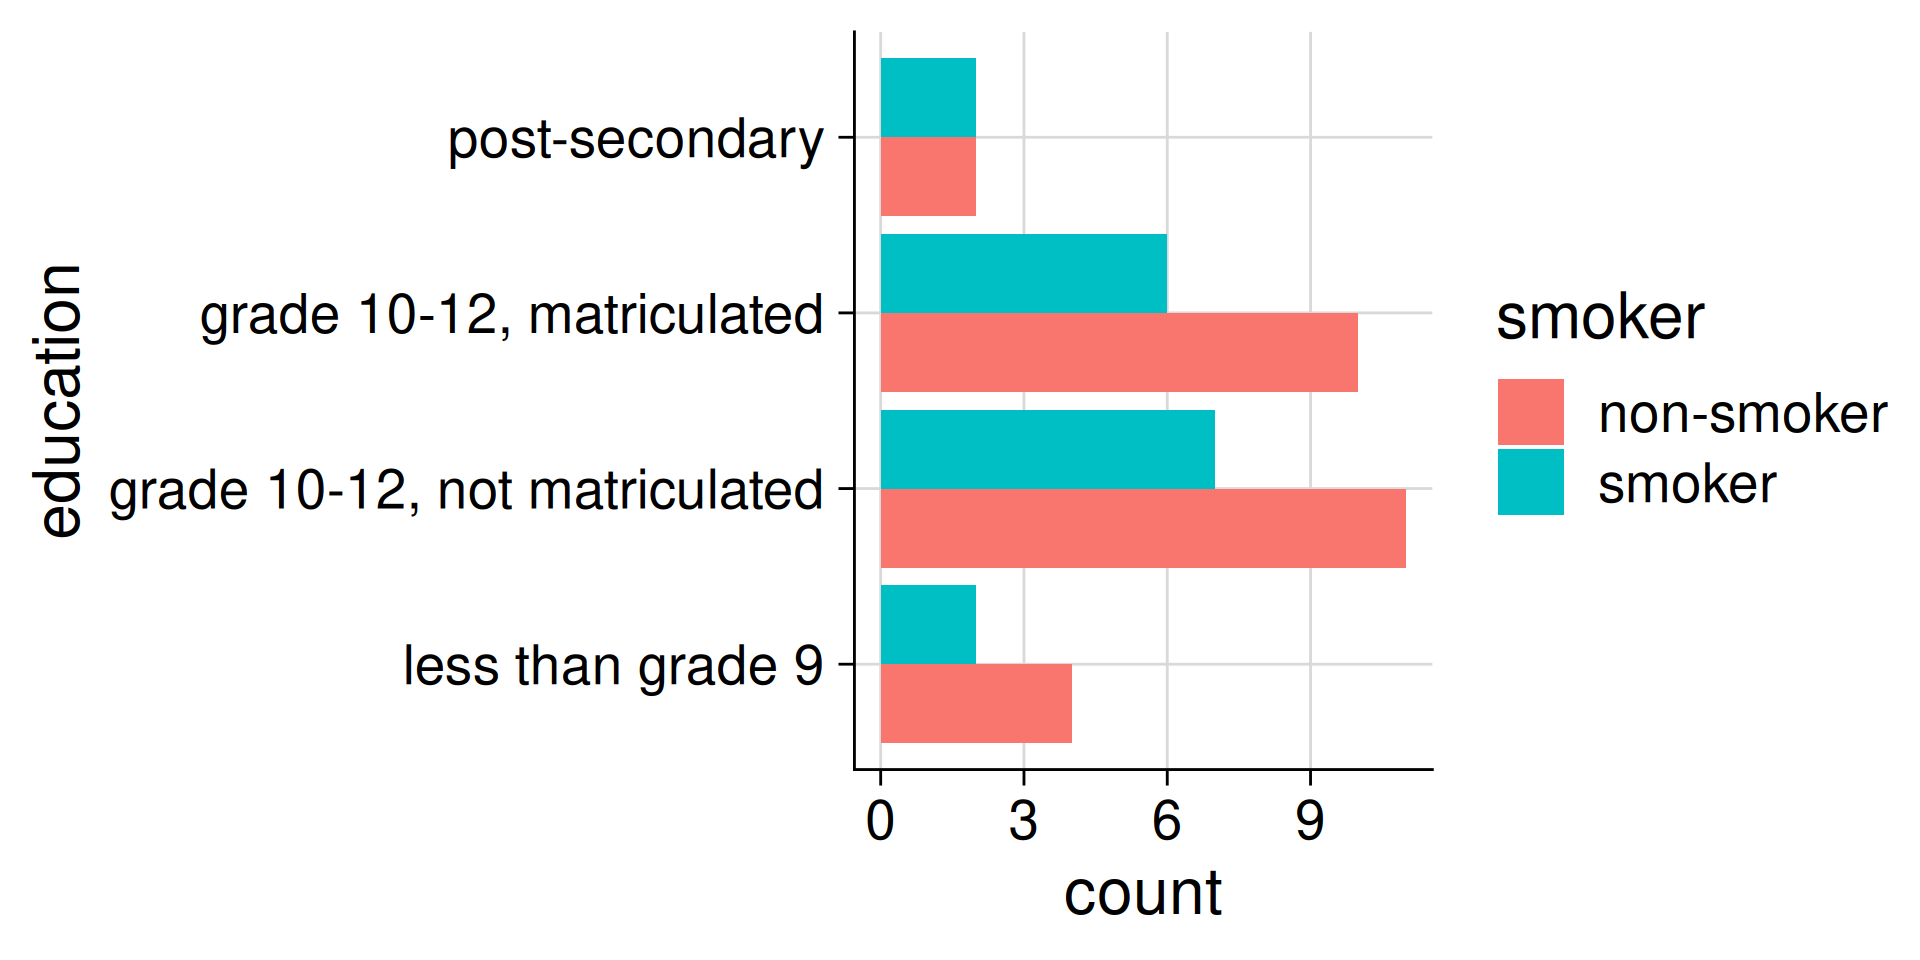 education
post-secondary
grade 10-12, matriculated
grade 10-12, not matriculated
less than grade 9
0 3 6 9
count
smoker
non-smoker
smoker